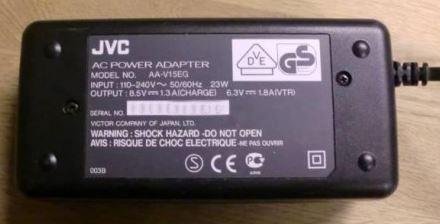 JVC
AC POWER ADAPTER
MODEL NO. AA-V15EG
INPUT : 110-240V ~ 50/60Hz 23W
OUTPUT : 8.5V ⎓ 1.3A(CHARGE) 6.3V ⎓ 1.8A(VTR)
SERIAL NO.
VICTOR COMPANY OF JAPAN, LTD.
WARNING : SHOCK HAZARD -DO NOT OPEN
AVIS : RISQUE DE CHOC ELECTRIQUE -NE PAS OUVRIR
003B
DVE
GS
S CE